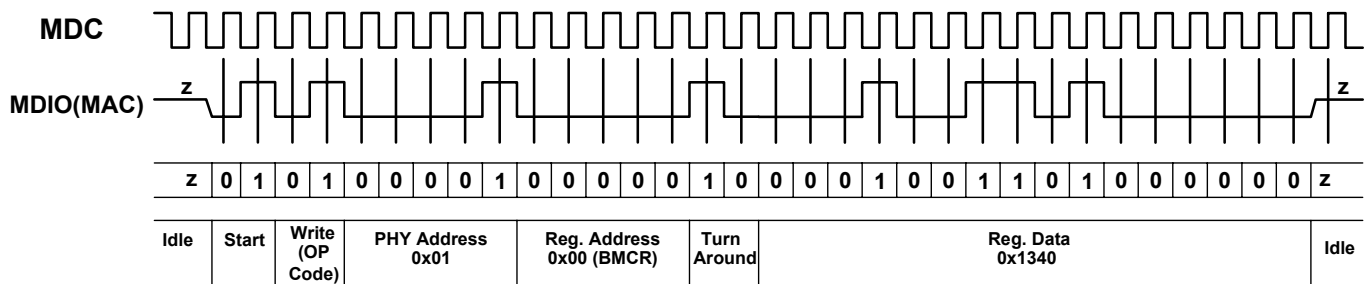 MDC
z z
MDIO(MAC)
z 0 1 0 1 0 0 0 0 1 0 0 0 0 0 1 0 0 0 0 1 0 0 1 1 0 1 0 0 0 0 0 0 z
Idle Start Write (OP Code) PHY Address 0x01 Reg. Address 0x00 (BMCR) Turn Around Reg. Data 0x1340 Idle